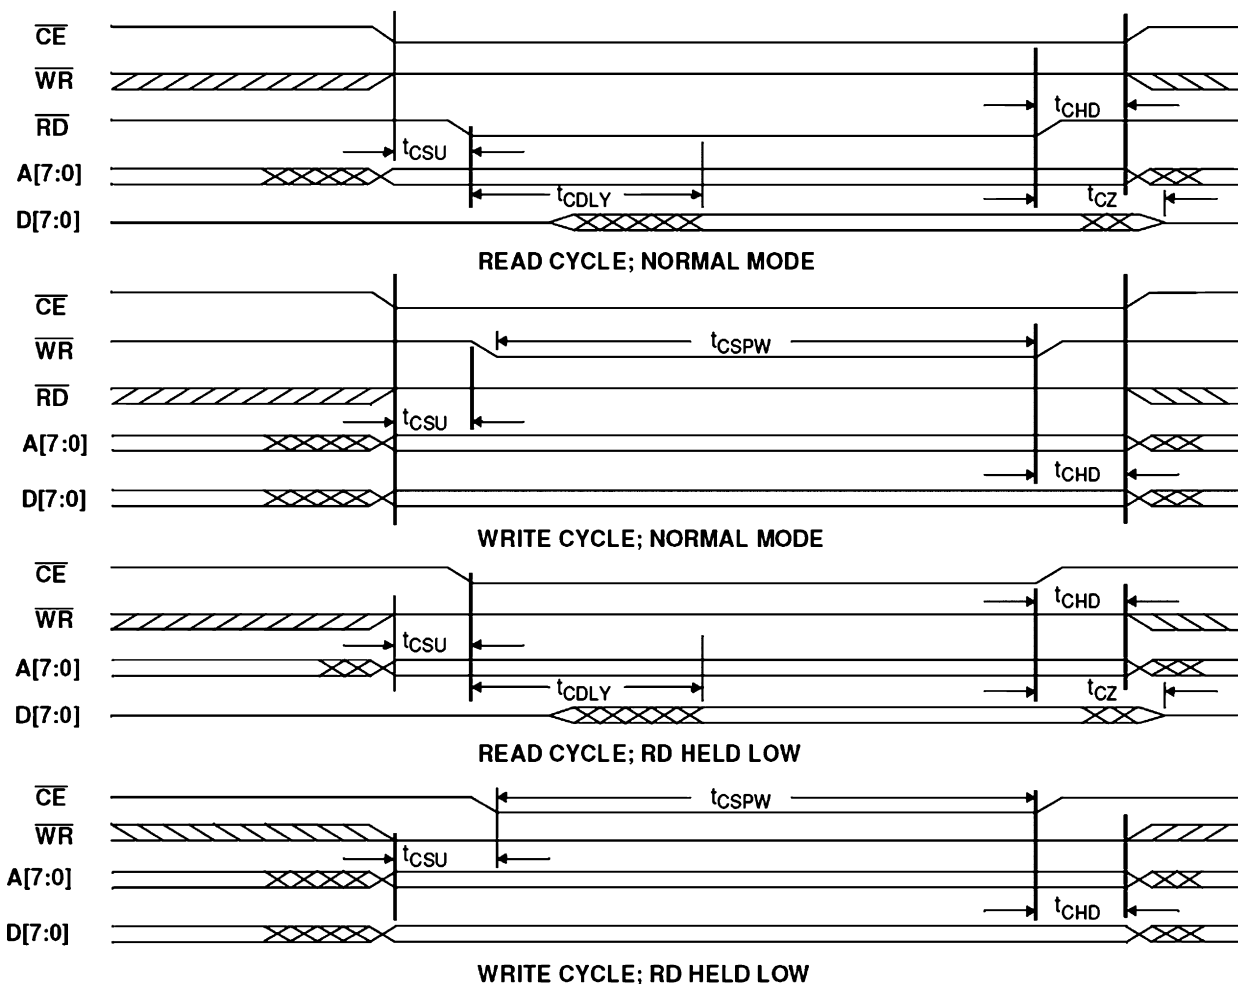 CE
WR
tCHD
RD
tCSU
A[7:0]
tCDLY
tCZ
D[7:0]
READ CYCLE; NORMAL MODE
CE
WR
tCSPW
RD
tCSU
A[7:0]
tCHD
D[7:0]
WRITE CYCLE; NORMAL MODE
CE
tCHD
WR
tCSU
A[7:0]
tCDLY
tCZ
D[7:0]
READ CYCLE; RD HELD LOW
CE
tCSPW
WR
tCSU
A[7:0]
tCHD
D[7:0]
WRITE CYCLE; RD HELD LOW